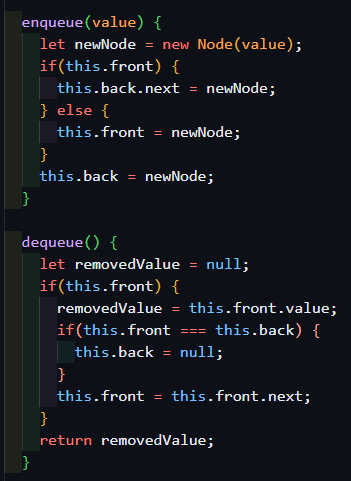 enqueue(value) {
let newNode = new Node(value);
if(this.front) {
this.back.next = newNode;
} else {
this.front = newNode;
}
this.back = newNode;
}
dequeue() {
let removedValue = null;
if(this.front) {
removedValue = this.front.value;
if(this.front === this.back) {
this.back = null;
}
this.front = this.front.next;
}
return removedValue;
}